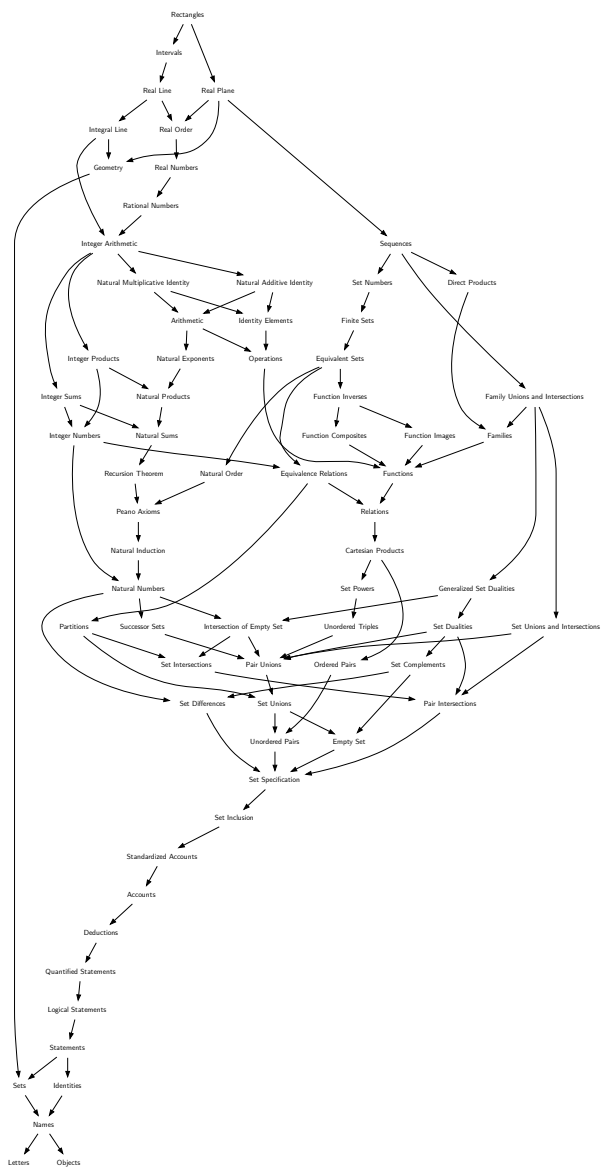 Rectangles
Intervals
Real Line
Real Plane
Integral Line
Real Order
Geometry
Real Numbers
Rational Numbers
Integer Arithmetic
Sequences
Natural Multiplicative Identity
Natural Additive Identity
Set Numbers
Direct Products
Arithmetic
Identity Elements
Finite Sets
Integer Products
Natural Exponents
Operations
Equivalent Sets
Integer Sums
Natural Products
Function Inverses
Family Unions and Intersections
Integer Numbers
Natural Sums
Function Composites
Function Images
Families
Recursion Theorem
Natural Order
Equivalence Relations
Functions
Peano Axioms
Relations
Natural Induction
Cartesian Products
Natural Numbers
Set Powers
Generalized Set Dualities
Partitions
Successor Sets
Intersection of Empty Set
Unordered Triples
Set Dualities
Set Unions and Intersections
Set Intersections
Pair Unions
Ordered Pairs
Set Complements
Set Differences
Set Unions
Pair Intersections
Unordered Pairs
Empty Set
Set Specification
Set Inclusion
Standardized Accounts
Accounts
Deductions
Quantified Statements
Logical Statements
Statements
Sets
Identities
Names
Letters
Objects